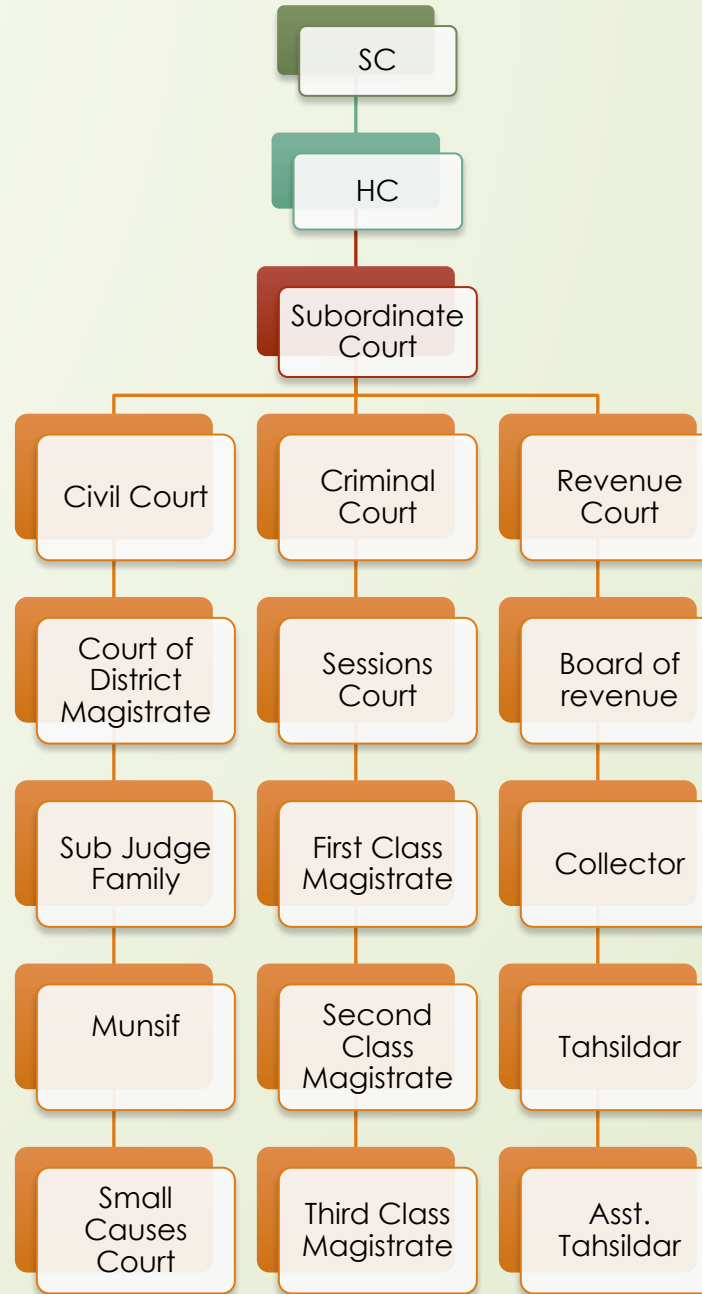 SC
HC
Subordinate
Court
Civil Court
Criminal
Court
Revenue
Court
Court of
District
Magistrate
Sessions
Court
Board of
revenue
Sub Judge
Family
First Class
Magistrate
Collector
Munsif
Second
Class
Magistrate
Tahsildar
Small
Causes
Court
Third Class
Magistrate
Asst.
Tahsildar